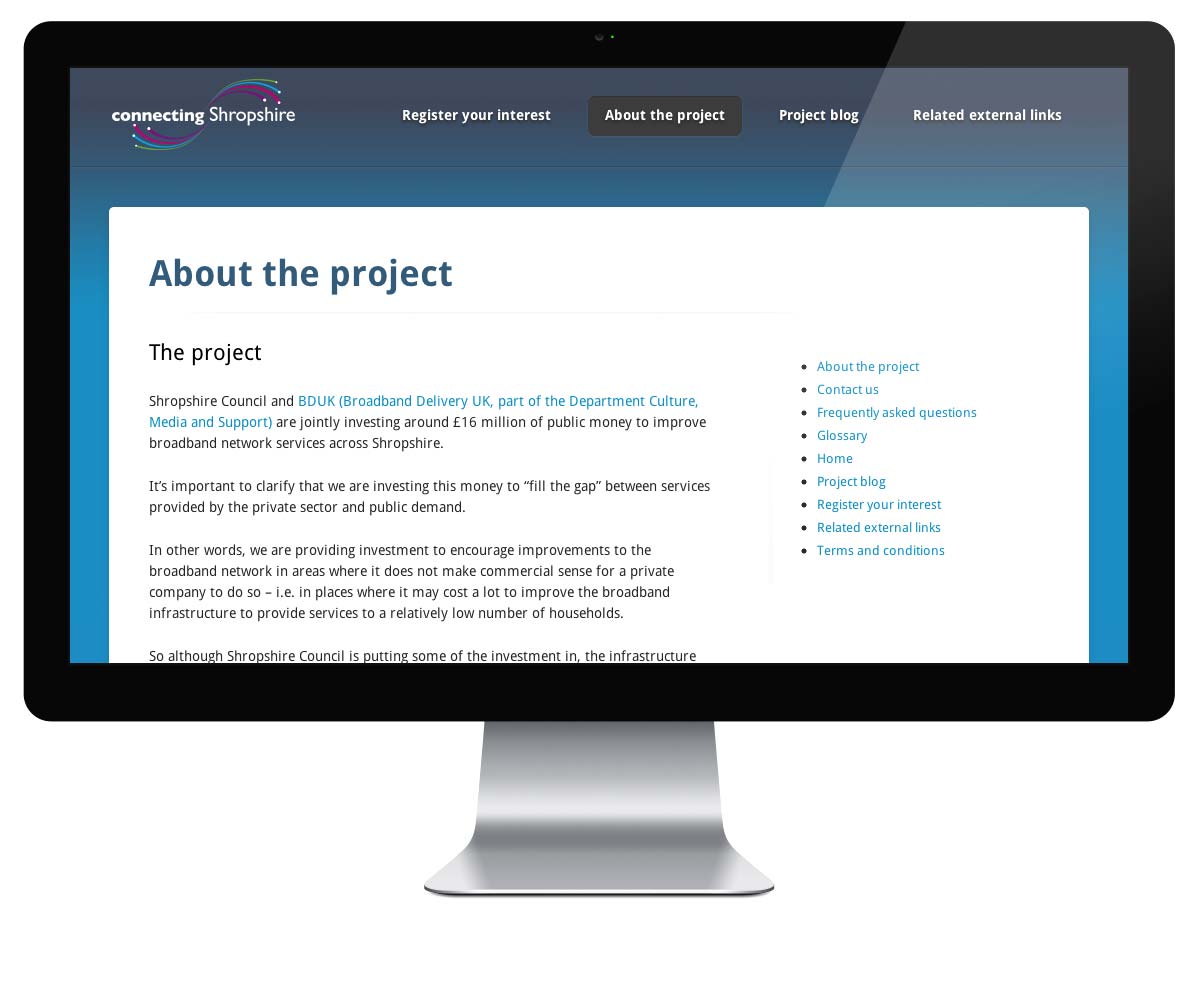 connecting Shropshire
Register your interest
About the project
Project blog
Related external links
About the project
The project
Shropshire Council and BDUK (Broadband Delivery UK, part of the Department Culture,
Media and Support) are jointly investing around £16 million of public money to improve
broadband network services across Shropshire.
It’s important to clarify that we are investing this money to “fill the gap” between services
provided by the private sector and public demand.
In other words, we are providing investment to encourage improvements to the
broadband network in areas where it does not make commercial sense for a private
company to do so – i.e. in places where it may cost a lot to improve the broadband
infrastructure to provide services to a relatively low number of households.
So although Shropshire Council is putting some of the investment in, the infrastructure
About the project
Contact us
Frequently asked questions
Glossary
Home
Project blog
Register your interest
Related external links
Terms and conditions